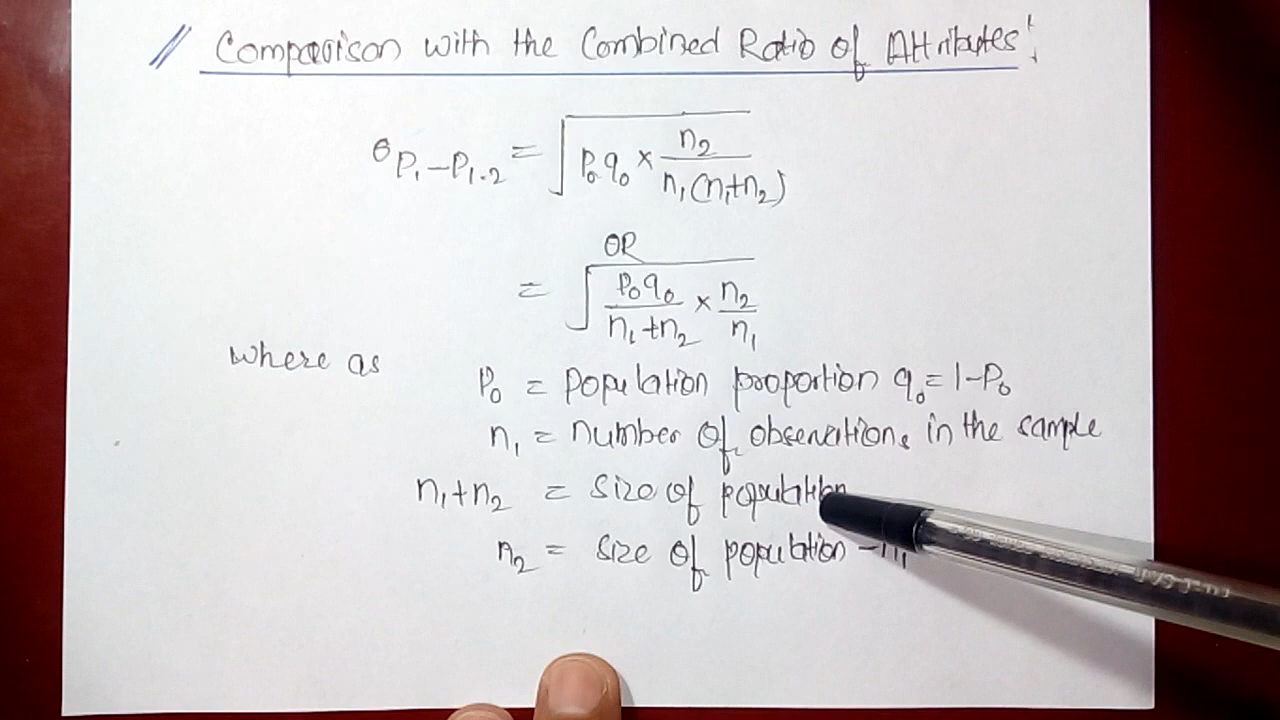 // Comparison with the Combined Ratio of Attributes:
σP₁-P₁.₂ = √(P₀q₀ × n₂/(n₁(n₁+n₂)))
OR
= √(P₀q₀/(n₁+n₂) × n₂/n₁)
where as
P₀ = population proportion q₀ = 1-P₀
n₁ = number of observations in the sample
n₁+n₂ = size of population
n₂ = size of population - n₁